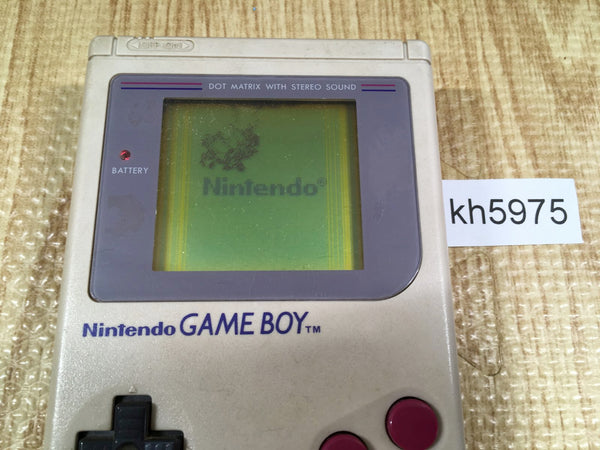 DOT MATRIX WITH STEREO SOUND
BATTERY
Nintendo®
kh5975
Nintendo GAME BOY™